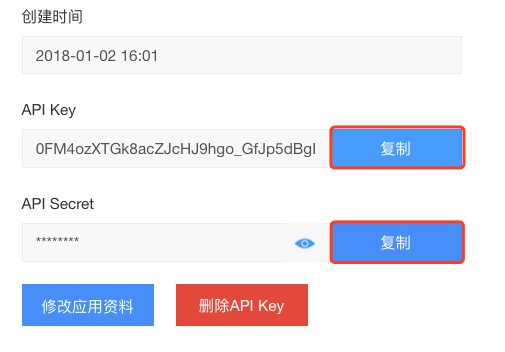 创建时间
2018-01-02 16:01
API Key
0FM4ozXTGk8acZJcHJ9hgo_GfJp5dBgI 复制
API Secret
******** 复制
修改应用资料 删除API Key